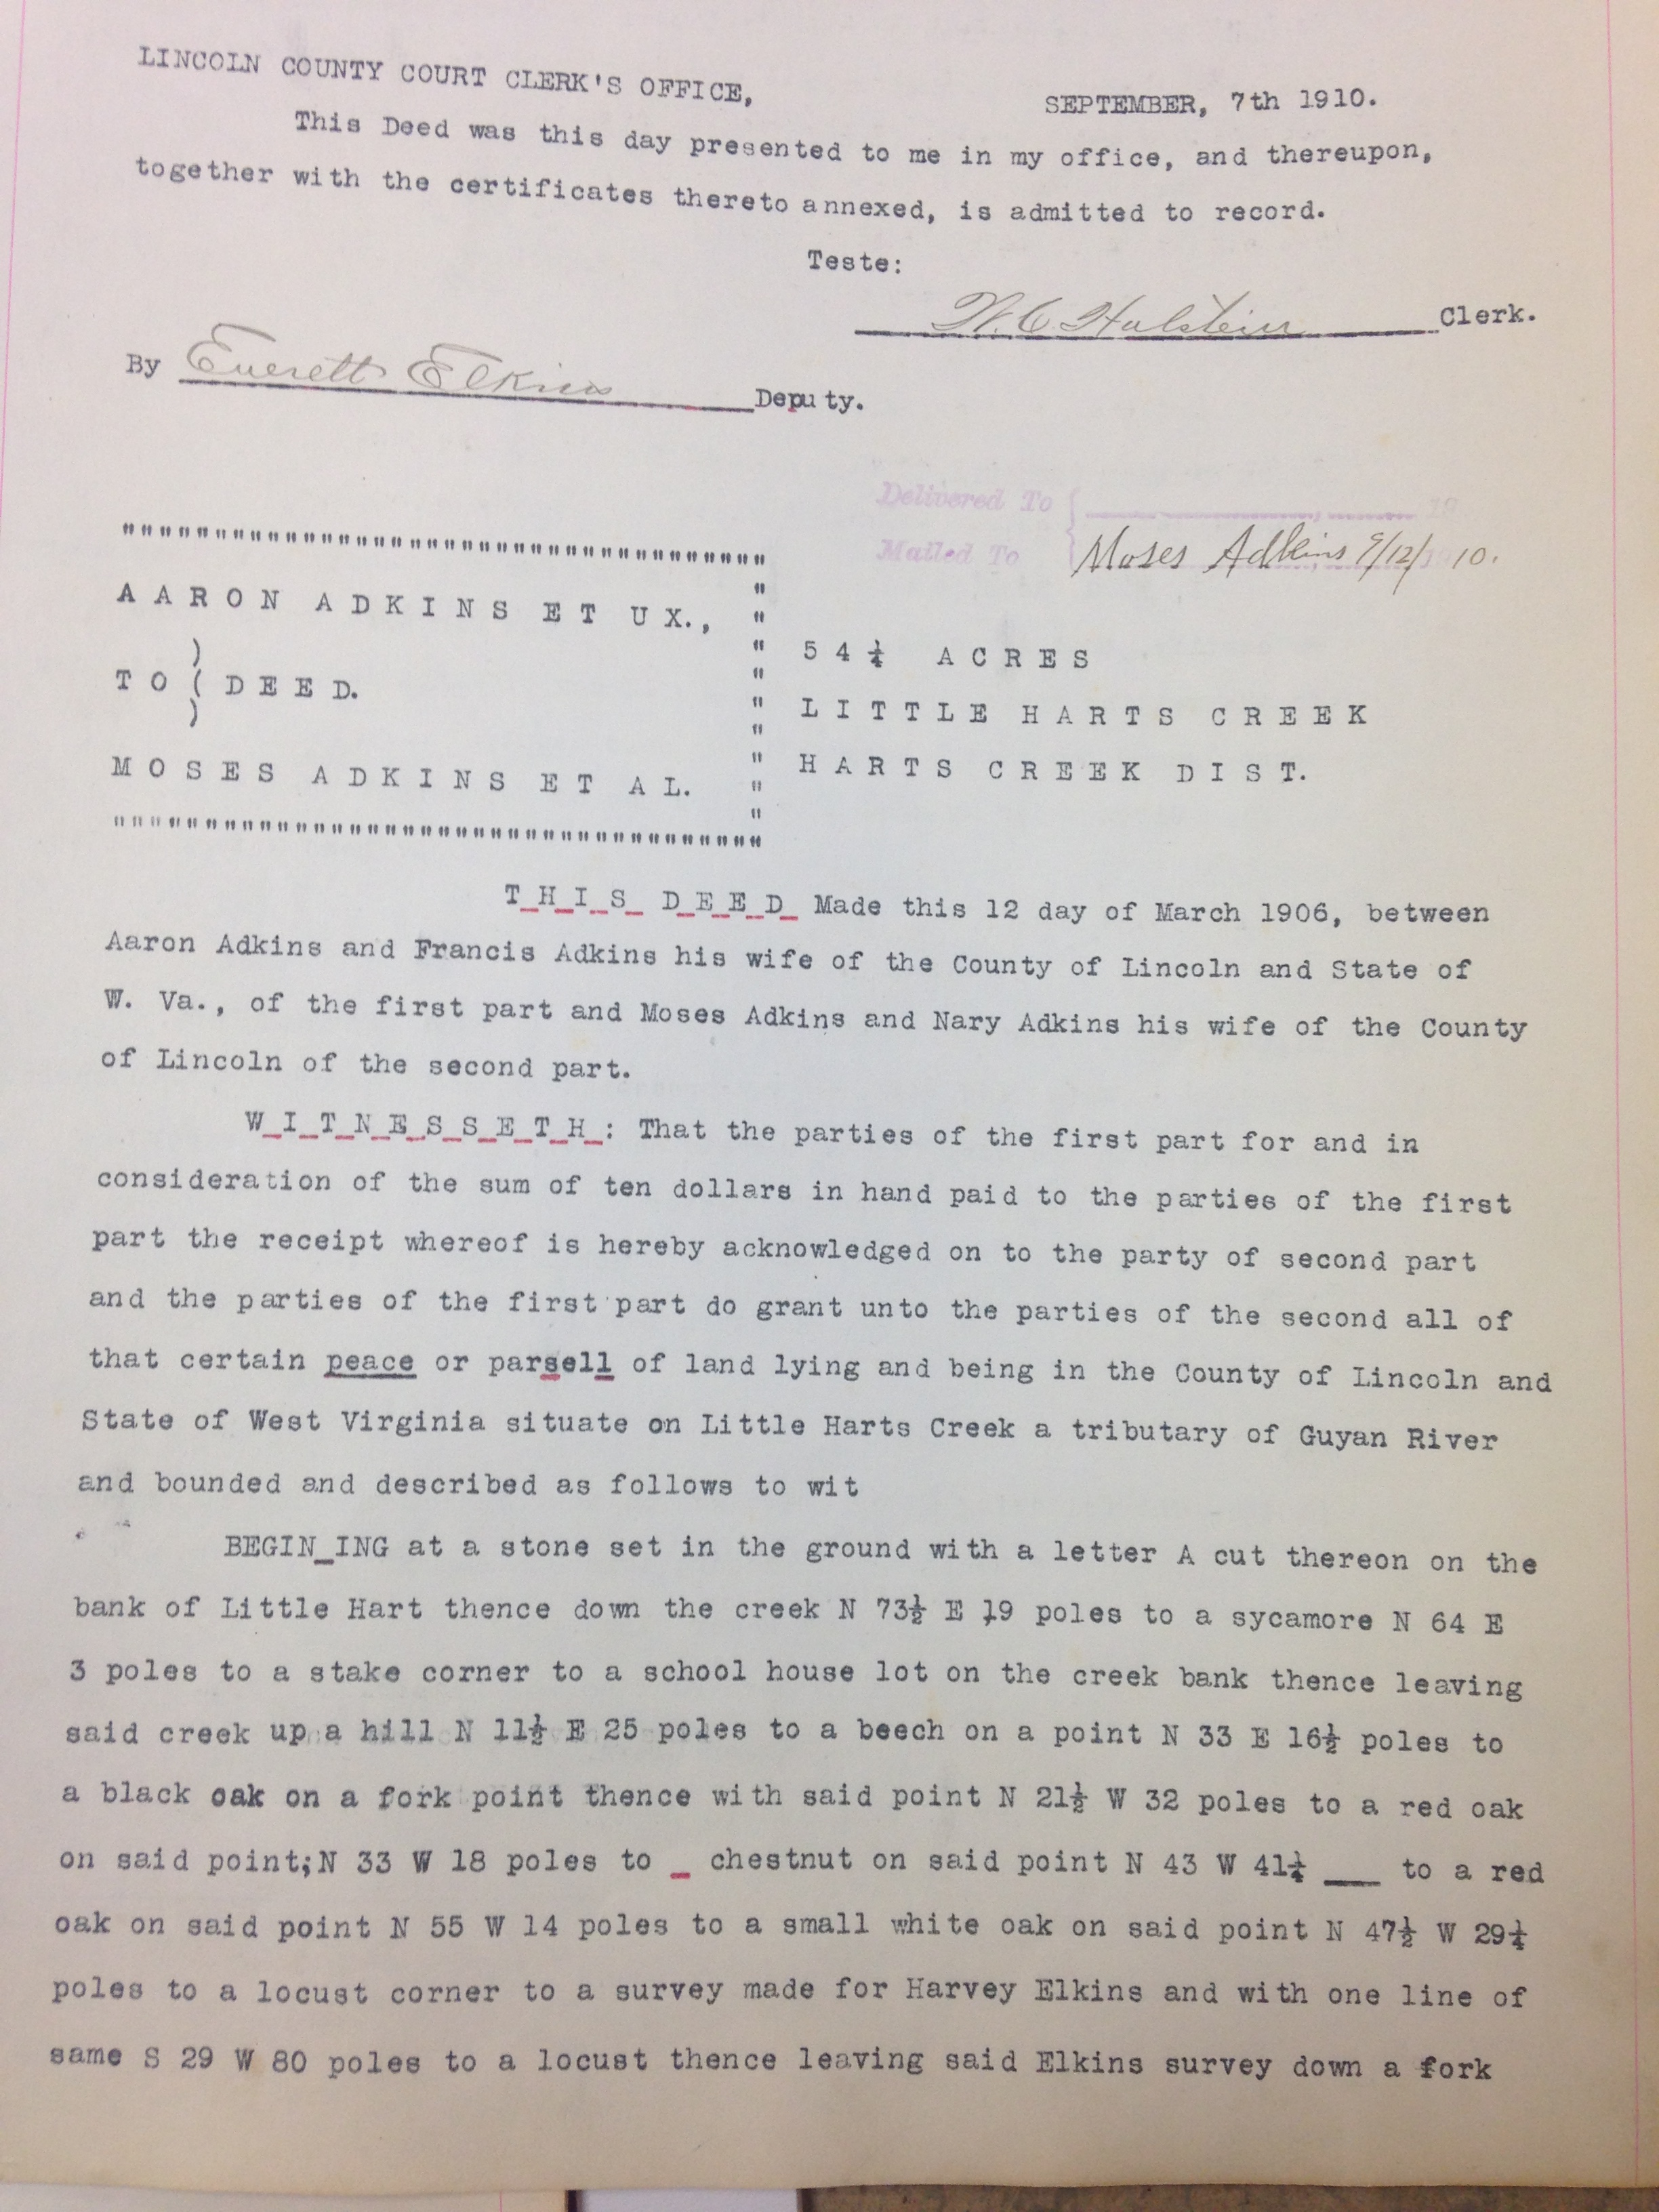 LINCOLN COUNTY COURT CLERK'S OFFICE,
SEPTEMBER, 7th 1910.
This Deed was this day presented to me in my office, and thereupon,
together with the certificates thereto annexed, is admitted to record.
Teste:
Clerk.
By Everett Elkins Deputy.
Delivered To 19
Mailed To Moses Adkins 9/12/ 10.
AARON ADKINS ET UX.,
TO ( DEED.
MOSES ADKINS ET AL.
54¼ ACRES
LITTLE HARTS CREEK
HARTS CREEK DIST.
T_H_I_S_ D_E_E_D_ Made this 12 day of March 1906, between
Aaron Adkins and Francis Adkins his wife of the County of Lincoln and State of
W. Va., of the first part and Moses Adkins and Nary Adkins his wife of the County
of Lincoln of the second part.
W_I_T_N_E_S_S_E_T_H_: That the parties of the first part for and in
consideration of the sum of ten dollars in hand paid to the parties of the first
part the receipt whereof is hereby acknowledged on to the party of second part
and the parties of the first part do grant unto the parties of the second all of
that certain peace or parsell of land lying and being in the County of Lincoln and
State of West Virginia situate on Little Harts Creek a tributary of Guyan River
and bounded and described as follows to wit
BEGIN_ING at a stone set in the ground with a letter A cut thereon on the
bank of Little Hart thence down the creek N 73½ E 19 poles to a sycamore N 64 E
3 poles to a stake corner to a school house lot on the creek bank thence leaving
said creek up a hill N 11½ E 25 poles to a beech on a point N 33 E 16½ poles to
a black oak on a fork point thence with said point N 21½ W 32 poles to a red oak
on said point;N 33 W 18 poles to _ chestnut on said point N 43 W 41¼ ___ to a red
oak on said point N 55 W 14 poles to a small white oak on said point N 47½ W 29¼
poles to a locust corner to a survey made for Harvey Elkins and with one line of
same S 29 W 80 poles to a locust thence leaving said Elkins survey down a fork